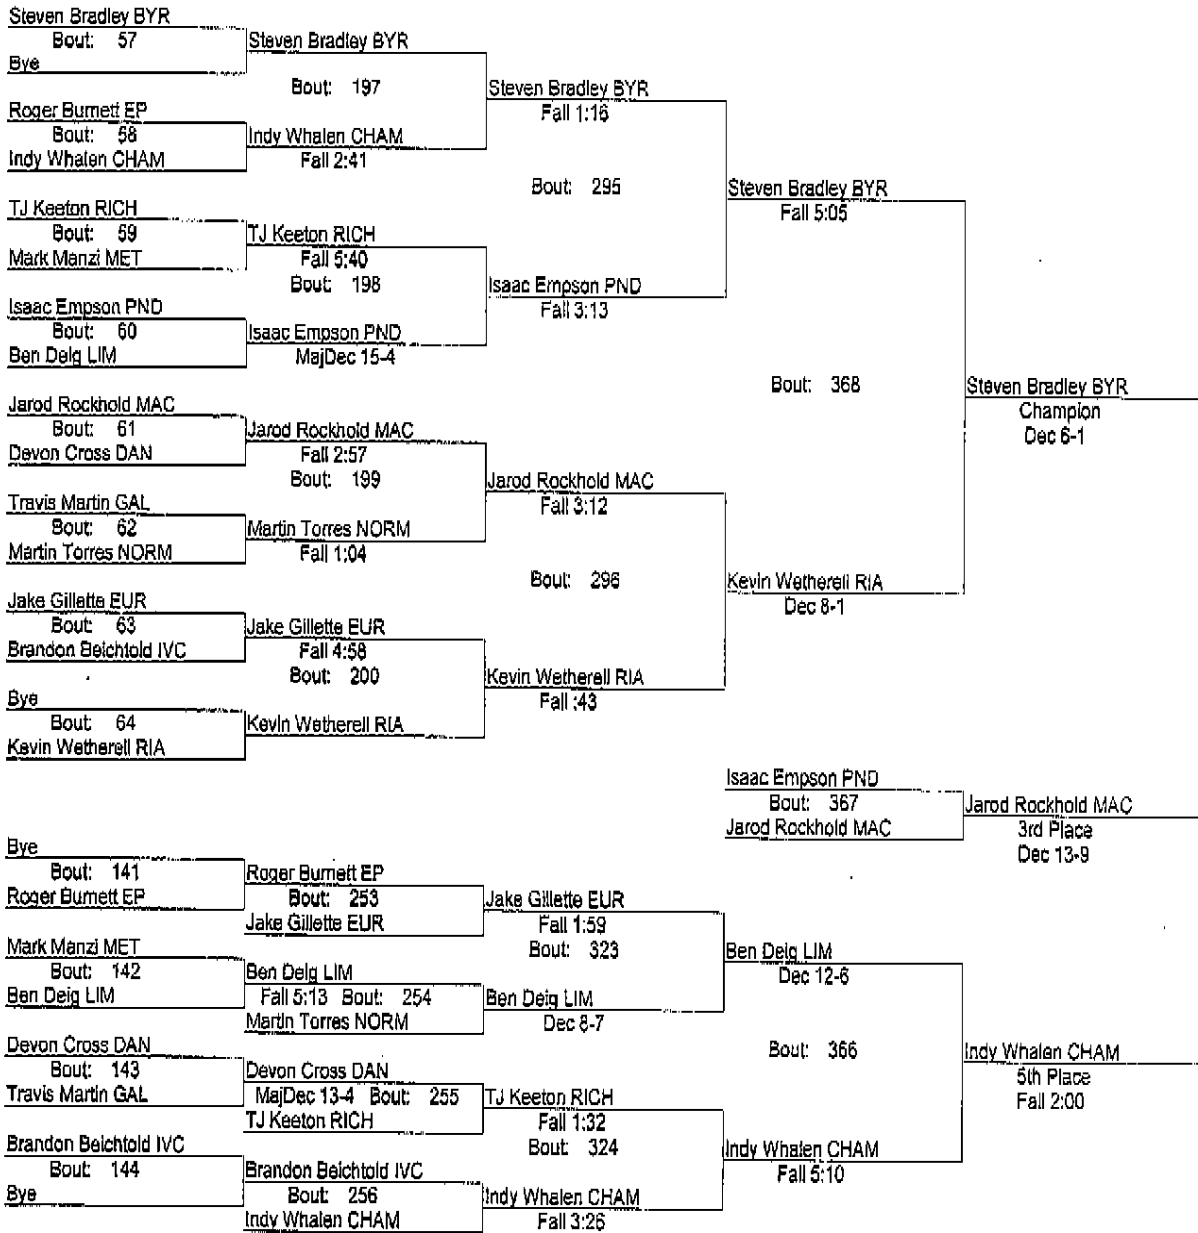 Steven Bradley BYR
Bout: 57
Bye
Steven Bradley BYR
Bout: 197
Roger Burnett EP
Bout: 58
Indy Whalen CHAM
Indy Whalen CHAM
Fall 2:41
Steven Bradley BYR
Fall 1:16
Bout: 295
TJ Keeton RICH
Bout: 59
Mark Manzi MET
TJ Keeton RICH
Fall 5:40
Bout: 198
Isaac Empson PND
Bout: 60
Ben Deig LIM
Isaac Empson PND
MajDec 15-4
Isaac Empson PND
Fall 3:13
Steven Bradley BYR
Fall 5:05
Bout: 368
Steven Bradley BYR
Champion
Dec 6-1
Jarod Rockhold MAC
Bout: 61
Devon Cross DAN
Jarod Rockhold MAC
Fall 2:57
Bout: 199
Travis Martin GAL
Bout: 62
Martin Torres NORM
Martin Torres NORM
Fall 1:04
Jarod Rockhold MAC
Fall 3:12
Bout: 296
Jake Gillette EUR
Bout: 63
Brandon Beichtold IVC
Jake Gillette EUR
Fall 4:58
Bout: 200
Bye
Bout: 64
Kevin Wetherell RIA
Kevin Wetherell RIA
Kevin Wetherell RIA
Fall :43
Kevin Wetherell RIA
Dec 8-1
Isaac Empson PND
Bout: 367
Jarod Rockhold MAC
Jarod Rockhold MAC
3rd Place
Dec 13-9
Bye
Bout: 141
Roger Burnett EP
Roger Burnett EP
Bout: 253
Jake Gillette EUR
Jake Gillette EUR
Fall 1:59
Bout: 323
Mark Manzi MET
Bout: 142
Ben Deig LIM
Ben Deig LIM
Fall 5:13 Bout: 254
Martin Torres NORM
Ben Deig LIM
Dec 8-7
Ben Deig LIM
Dec 12-6
Bout: 366
Devon Cross DAN
Bout: 143
Travis Martin GAL
Devon Cross DAN
MajDec 13-4 Bout: 255
TJ Keeton RICH
TJ Keeton RICH
Fall 1:32
Bout: 324
Brandon Beichtold IVC
Bout: 144
Bye
Brandon Beichtold IVC
Bout: 256
Indy Whalen CHAM
Indy Whalen CHAM
Fall 3:26
Indy Whalen CHAM
Fall 5:10
Indy Whalen CHAM
5th Place
Fall 2:00